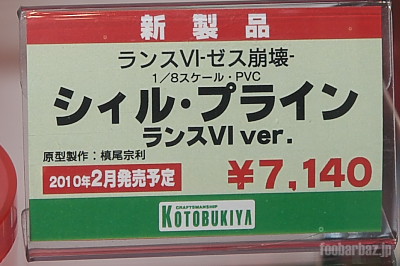 新製品
ランスⅥ-ゼス崩壊-
1/8スケール・PVC
シィル・プライン
ランスⅥ ver.
原型製作：槙尾宗利
2010年2月発売予定
¥7,140
CRAFTSMANSHIP
KOTOBUKIYA
foobarbaz.jp